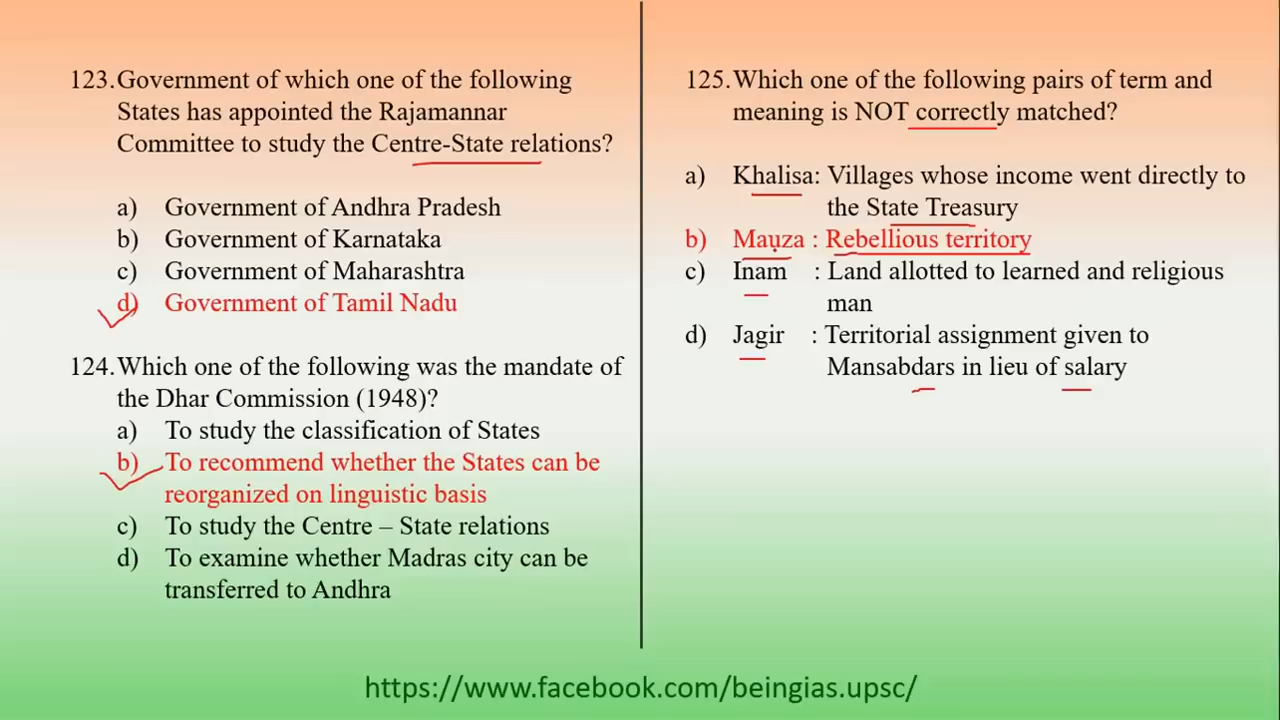 123.Government of which one of the following
States has appointed the Rajamannar
Committee to study the Centre-State relations?
a) Government of Andhra Pradesh
b) Government of Karnataka
c) Government of Maharashtra
d) Government of Tamil Nadu
124.Which one of the following was the mandate of
the Dhar Commission (1948)?
a) To study the classification of States
b) To recommend whether the States can be
reorganized on linguistic basis
c) To study the Centre – State relations
d) To examine whether Madras city can be
transferred to Andhra
125.Which one of the following pairs of term and
meaning is NOT correctly matched?
a) Khalisa: Villages whose income went directly to
the State Treasury
b) Mauza : Rebellious territory
c) Inam : Land allotted to learned and religious
man
d) Jagir : Territorial assignment given to
Mansabdars in lieu of salary
https://www.facebook.com/beingias.upsc/